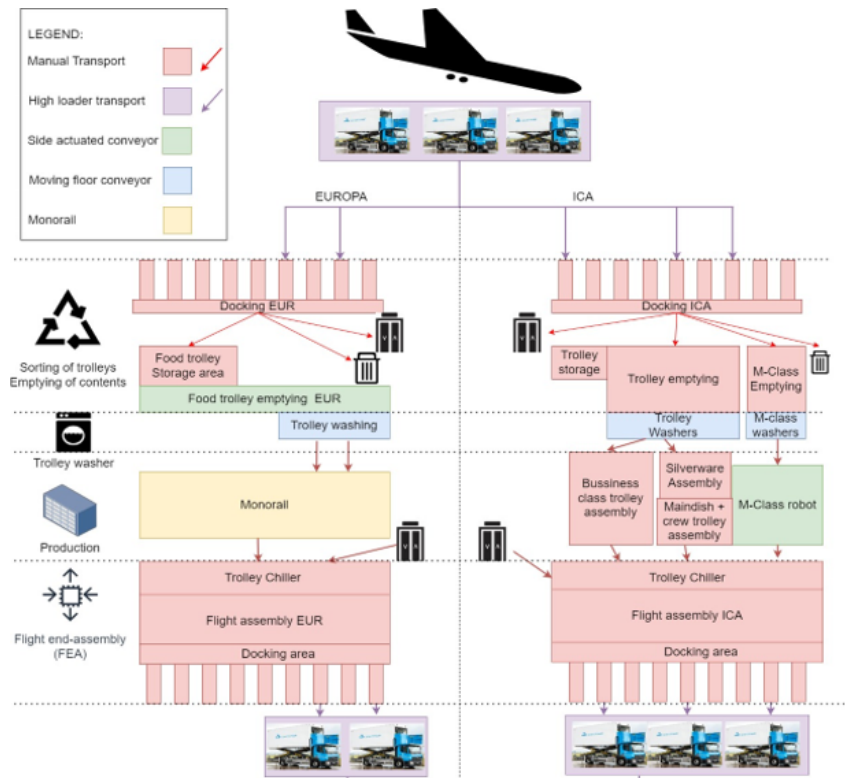 LEGEND:
Manual Transport
High loader transport
Side actuated conveyor
Moving floor conveyor
Monorail
EUROPA
ICA
Docking EUR
Docking ICA
Sorting of trolleys
Emptying of contents
Food trolley
Storage area
Food trolley emptying EUR
Trolley
storage
Trolley emptying
M-Class
Emptying
Trolley washing
Trolley
Washers
M-class
washers
Trolley washer
Monorail
Bussiness
class trolley
assembly
Silverware
Assembly
Maindish +
crew trolley
assembly
M-Class robot
Production
Trolley Chiller
Flight assembly EUR
Docking area
Trolley Chiller
Flight assembly ICA
Docking area
Flight end-assembly
(FEA)